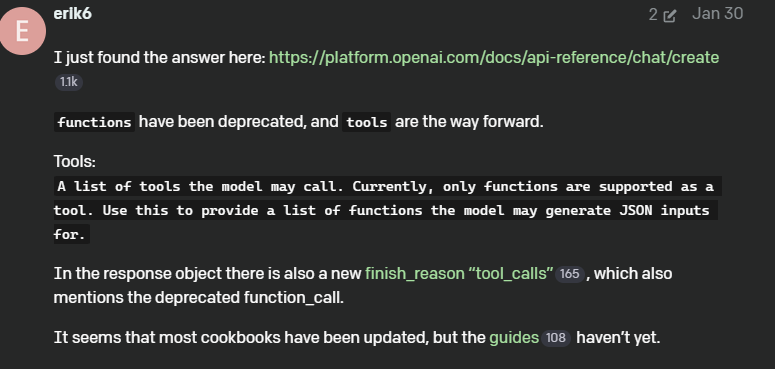 E
erik6
2
Jan 30
I just found the answer here: https://platform.openai.com/docs/api-reference/chat/create
1.1k
functions have been deprecated, and tools are the way forward.
Tools:
A list of tools the model may call. Currently, only functions are supported as a
tool. Use this to provide a list of functions the model may generate JSON inputs
for.
In the response object there is also a new finish_reason “tool_calls” 165 , which also
mentions the deprecated function_call.
It seems that most cookbooks have been updated, but the guides 108 haven’t yet.